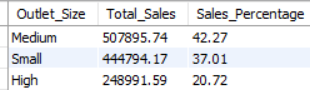 Outlet_Size Total_Sales Sales_Percentage
Medium 507895.74 42.27
Small 444794.17 37.01
High 248991.59 20.72